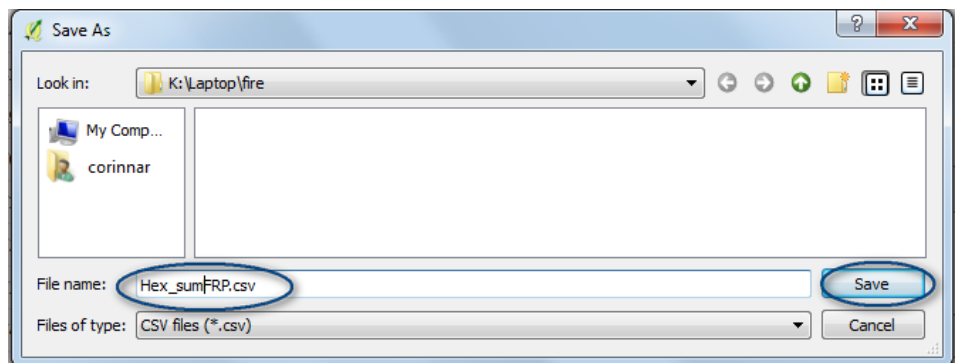 Save As
Look in: K:\Laptop\fire
My Comp...
corinnar
File name: Hex_sumFRP.csv Save
Files of type: CSV files (*.csv) Cancel